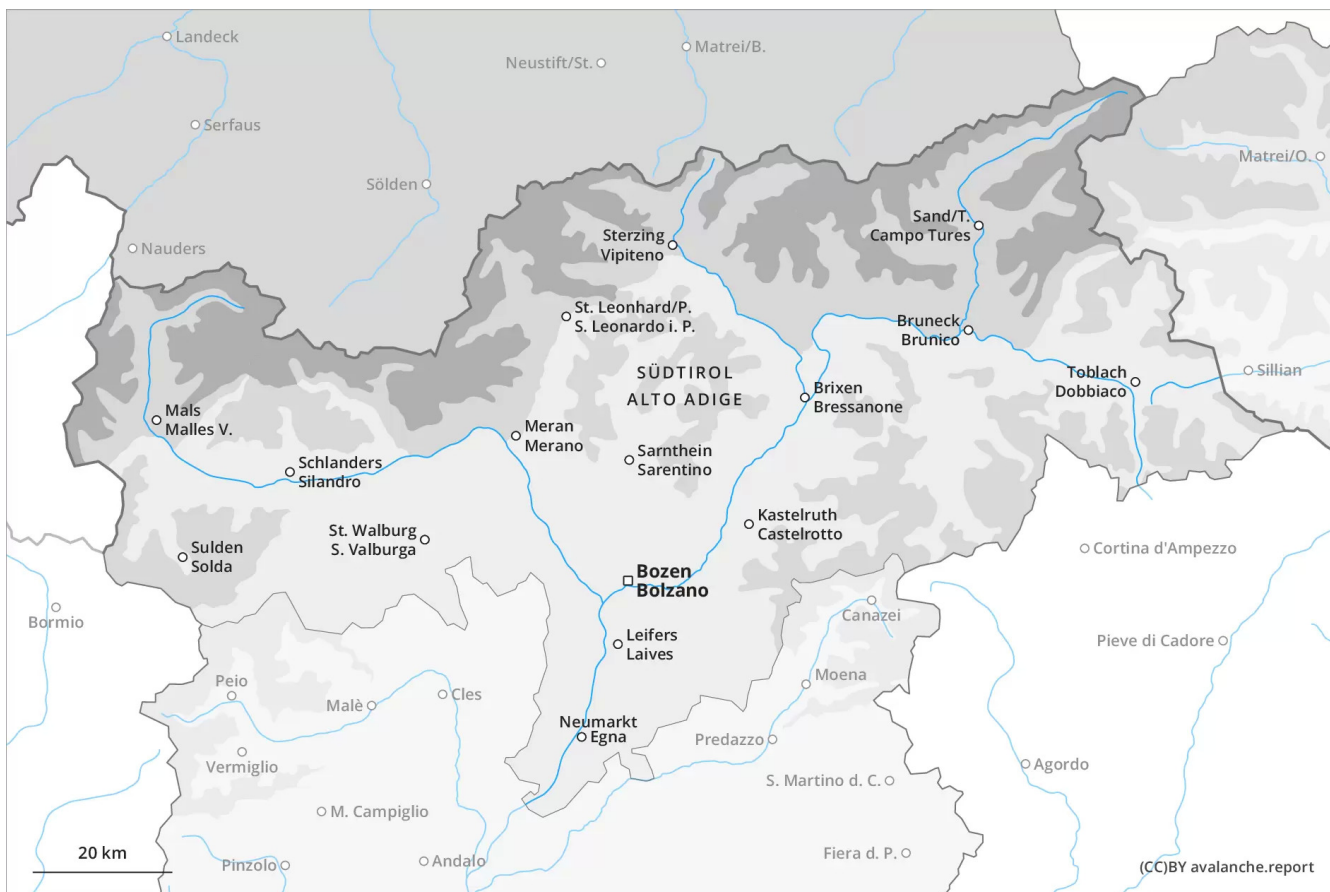 Landeck
Matrei/B.
Neustift/St.
Serfaus
Matrei/O.
Sölden
Sand/T.
Campo Tures
Sterzing
Vipiteno
Nauders
St. Leonhard/P.
S. Leonardo i. P.
Bruneck
Brunico
SÜDTIROL
ALTO ADIGE
Toblach
Dobbiaco
Sillian
Brixen
Bressanone
Mals
Malles V.
Meran
Merano
Sarnthein
Sarentino
Schlanders
Silandro
Kastelruth
Castelrotto
St. Walburg
S. Valburga
Sulden
Solda
Cortina d'Ampezzo
Bozen
Bolzano
Bormio
Canazei
Leifers
Laives
Pieve di Cadore
Peio
Moena
Malè
Cles
Neumarkt
Egna
Predazzo
Vermiglio
Agordo
S. Martino d. C.
M. Campiglio
20 km
Pinzolo
Andalo
Fiera d. P.
(CC)BY avalanche.report